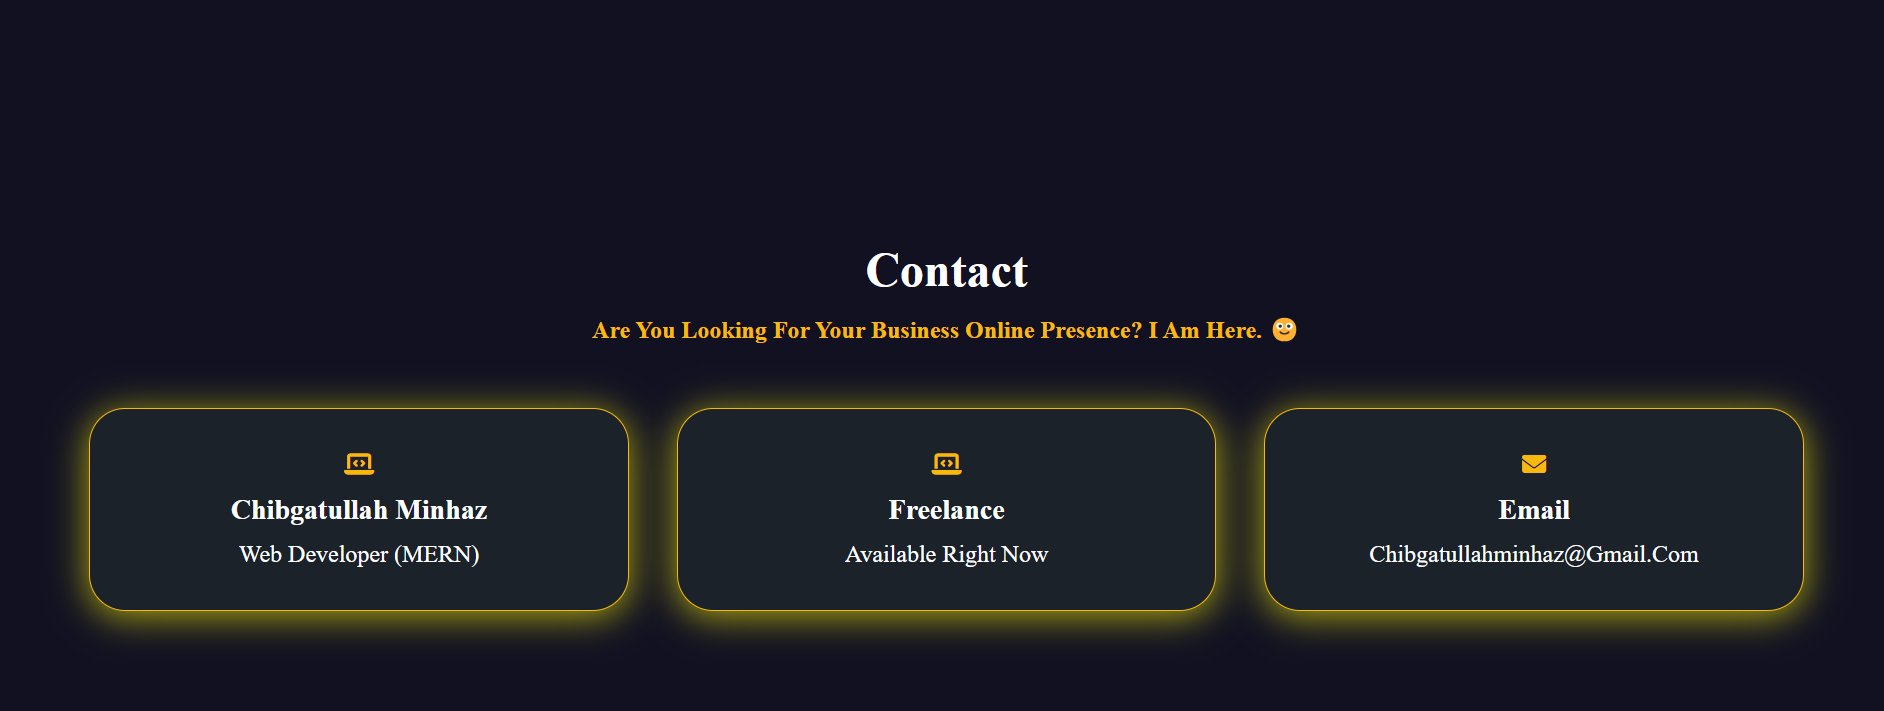 Contact
Are You Looking For Your Business Online Presence? I Am Here.
Chibgatullah Minhaz
Web Developer (MERN)
Freelance
Available Right Now
Email
Chibgatullahminhaz@Gmail.Com